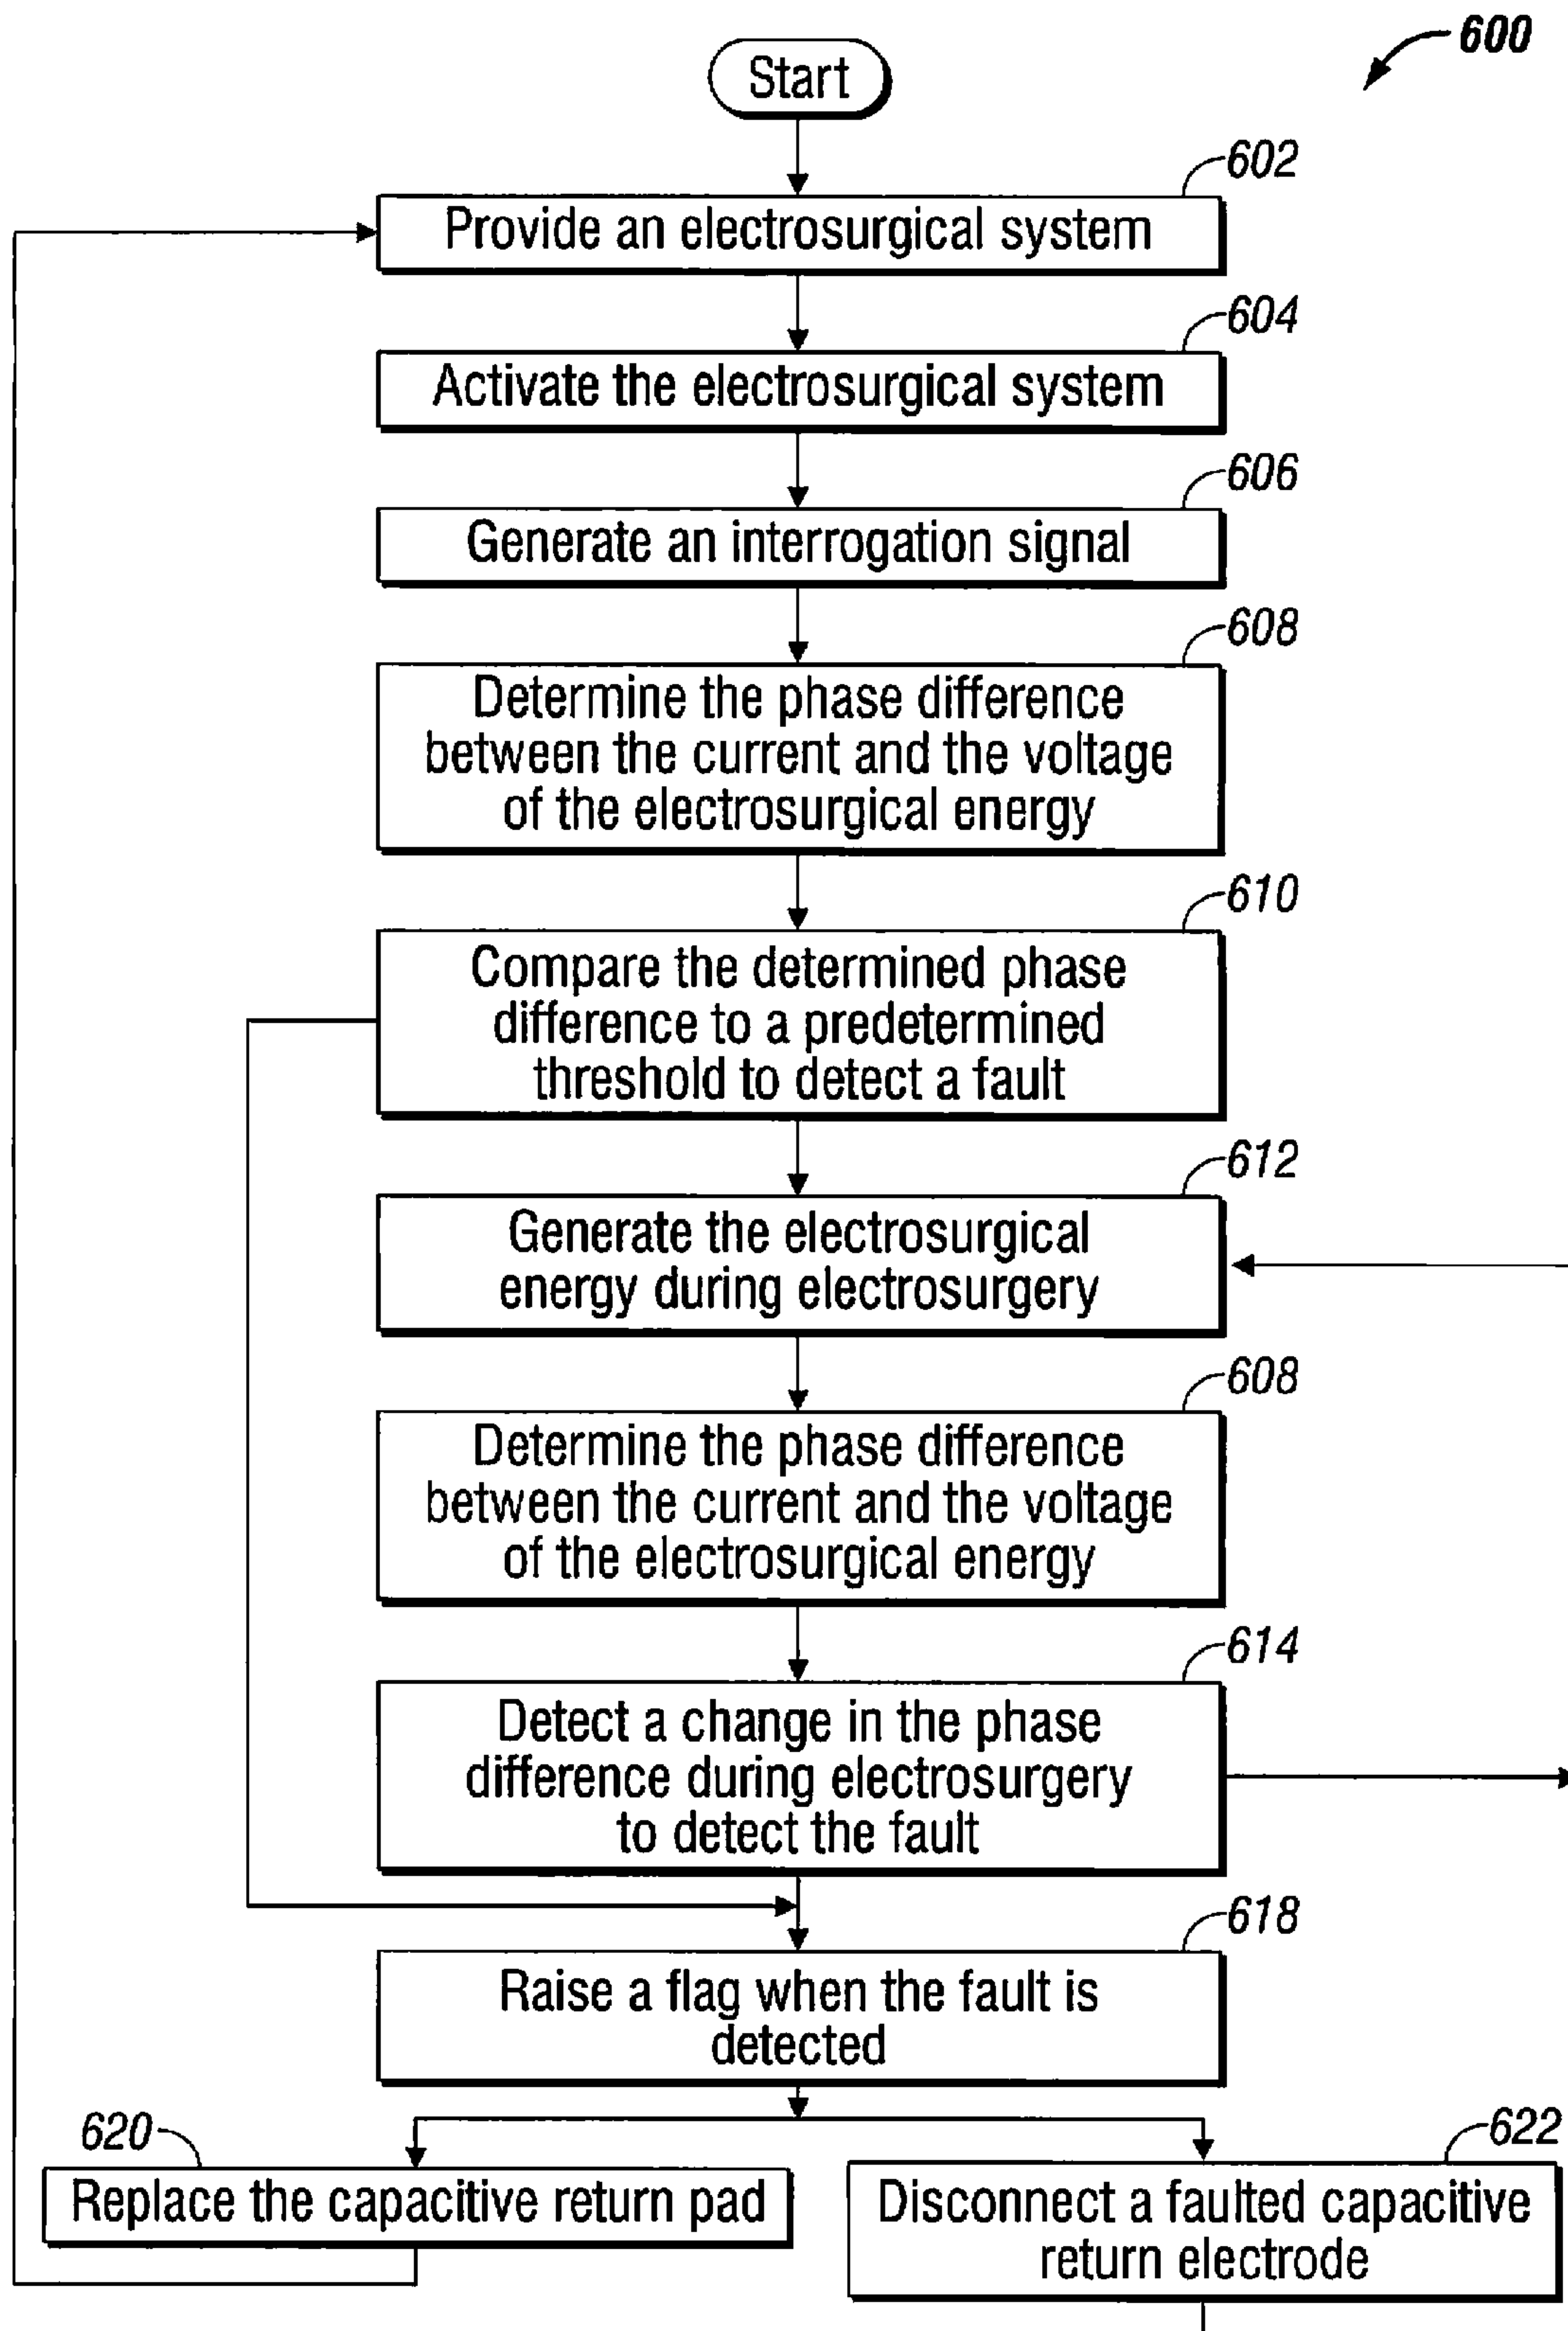 600
Start
602
Provide an electrosurgical system
604
Activate the electrosurgical system
606
Generate an interrogation signal
608
Determine the phase difference
between the current and the voltage
of the electrosurgical energy
610
Compare the determined phase
difference to a predetermined
threshold to detect a fault
612
Generate the electrosurgical
energy during electrosurgery
608
Determine the phase difference
between the current and the voltage
of the electrosurgical energy
614
Detect a change in the phase
difference during electrosurgery
to detect the fault
618
Raise a flag when the fault is
detected
620
Replace the capacitive return pad
622
Disconnect a faulted capacitive
return electrode